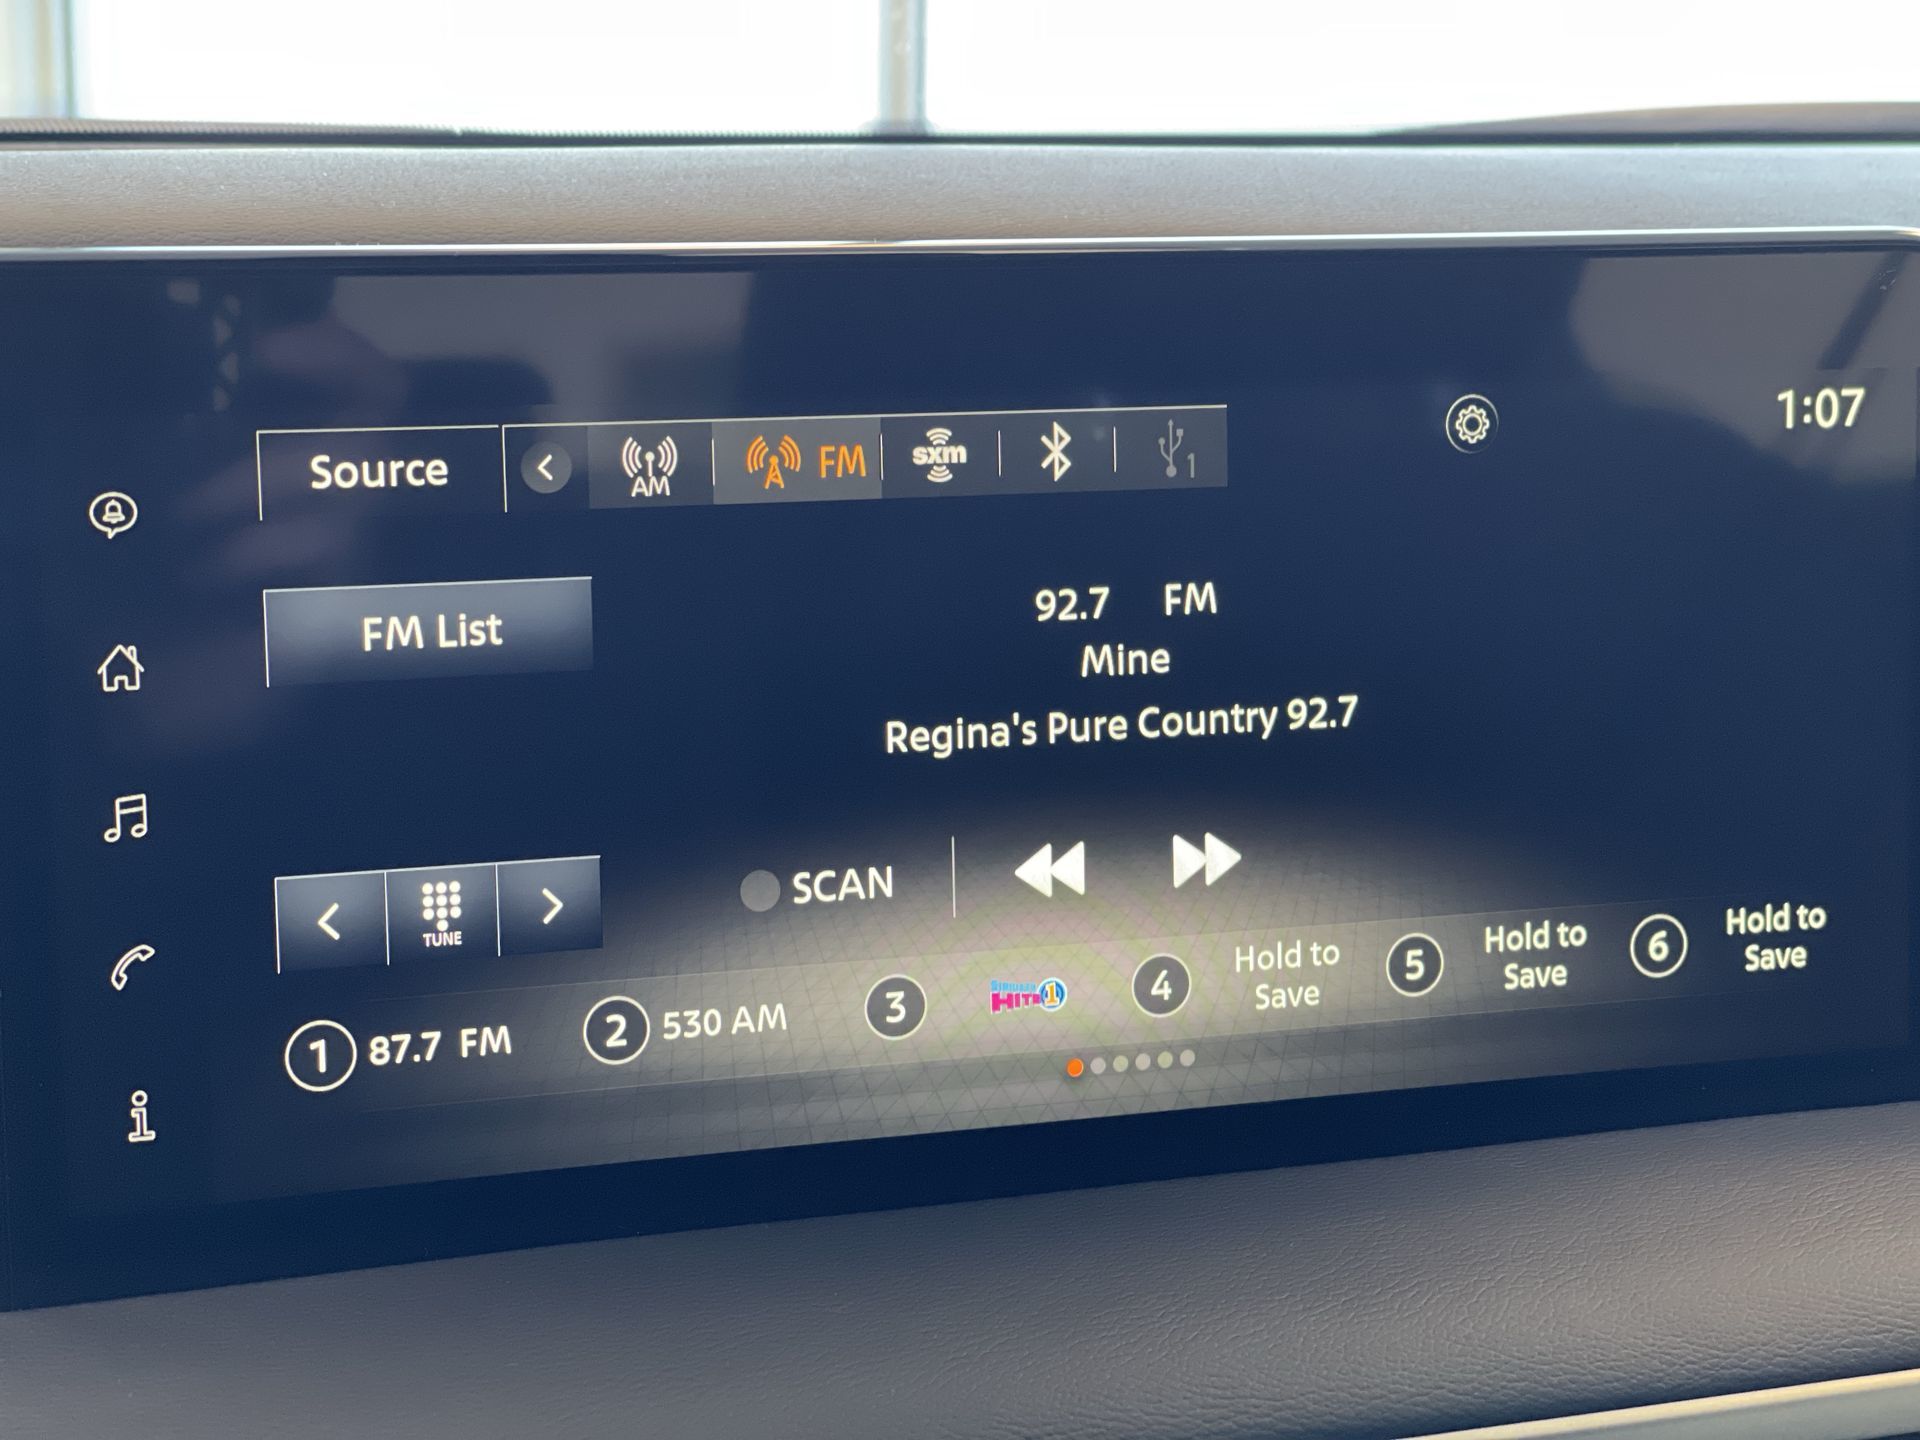 1:07
Source
AM
FM
sxm
1
FM List
92.7 FM
Mine
Regina's Pure Country 92.7
TUNE
SCAN
1 87.7 FM
2 530 AM
3
Hits 1
4
Hold to
Save
5
Hold to
Save
6
Hold to
Save